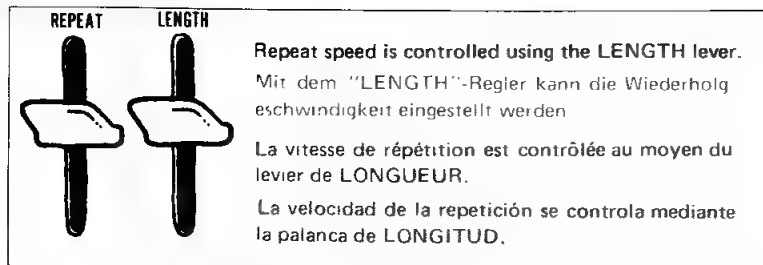 REPEAT LENGTH
Repeat speed is controlled using the LENGTH lever.
Mit dem "LENGTH"-Regler kann die Wiederholg
eschwindigkeit eingestellt werden
La vitesse de répétition est contrôlée au moyen du
levier de LONGUEUR.
La velocidad de la repetición se controla mediante
la palanca de LONGITUD.